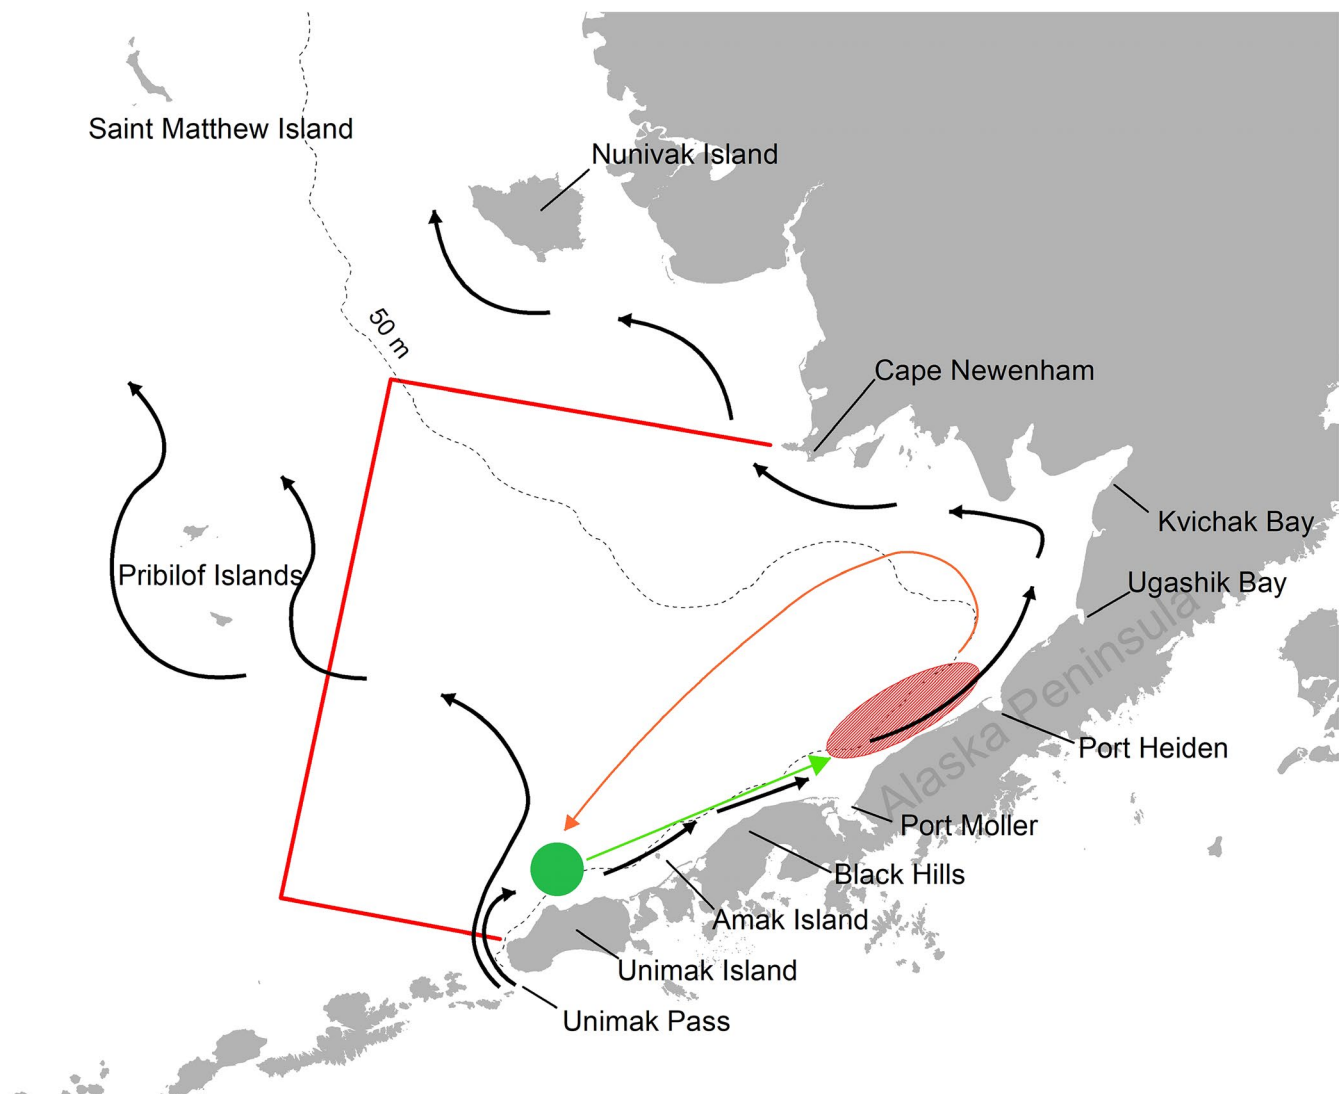 Saint Matthew Island
Nunivak Island
50 m
Cape Newenham
Kvichak Bay
Pribilof Islands
Ugashik Bay
Alaska Peninsula
Port Heiden
Port Moller
Black Hills
Amak Island
Unimak Island
Unimak Pass